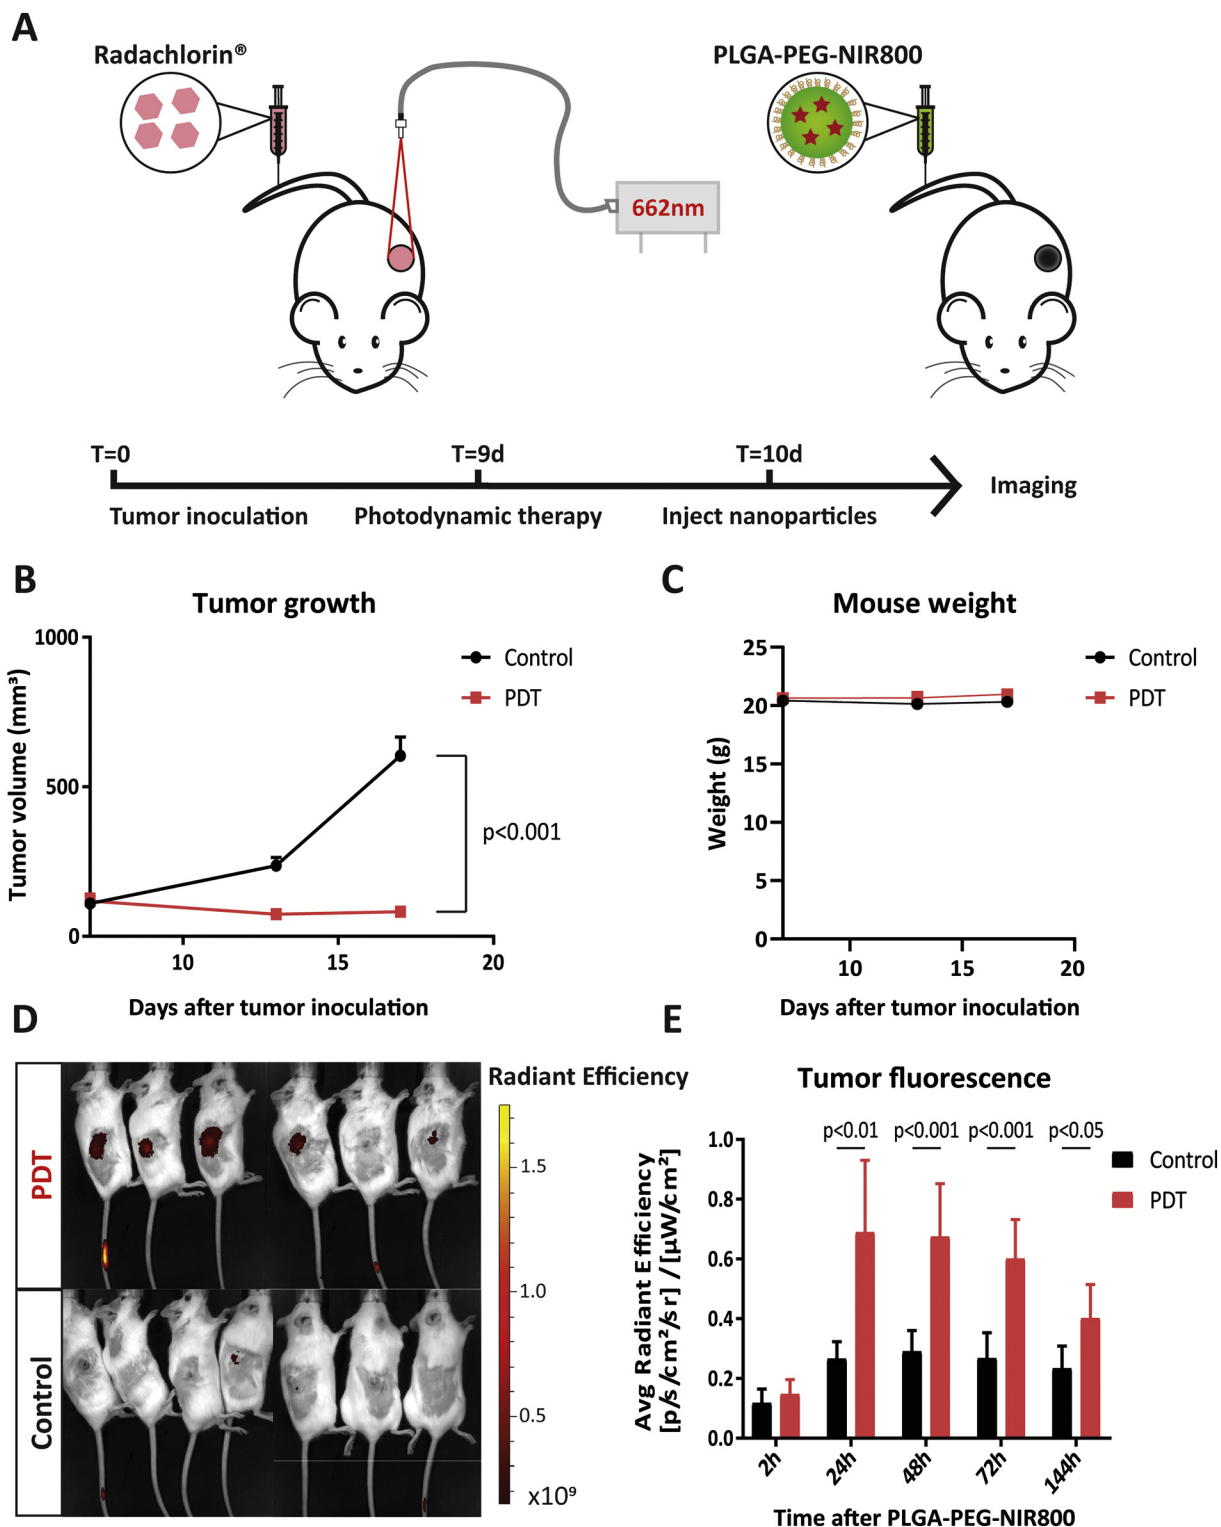 A
Radachlorin®
PLGA-PEG-NIR800
662nm
T=0
T=9d
T=10d
Imaging
Tumor inoculation
Photodynamic therapy
Inject nanoparticles
B
Tumor growth
Tumor volume (mm³)
1000
500
0
10
15
20
Control
PDT
p<0.001
Days after tumor inoculation
C
Mouse weight
Weight (g)
25
20
15
10
5
0
10
15
20
Control
PDT
Days after tumor inoculation
D
PDT
Control
Radiant Efficiency
1.5
1.0
0.5
x10⁹
E
Tumor fluorescence
Avg Radiant Efficiency
[p/s/cm²/sr] / [µW/cm²]
1.0
0.8
0.6
0.4
0.2
0.0
p<0.01
p<0.001
p<0.001
p<0.05
Control
PDT
2h
24h
48h
72h
144h
Time after PLGA-PEG-NIR800